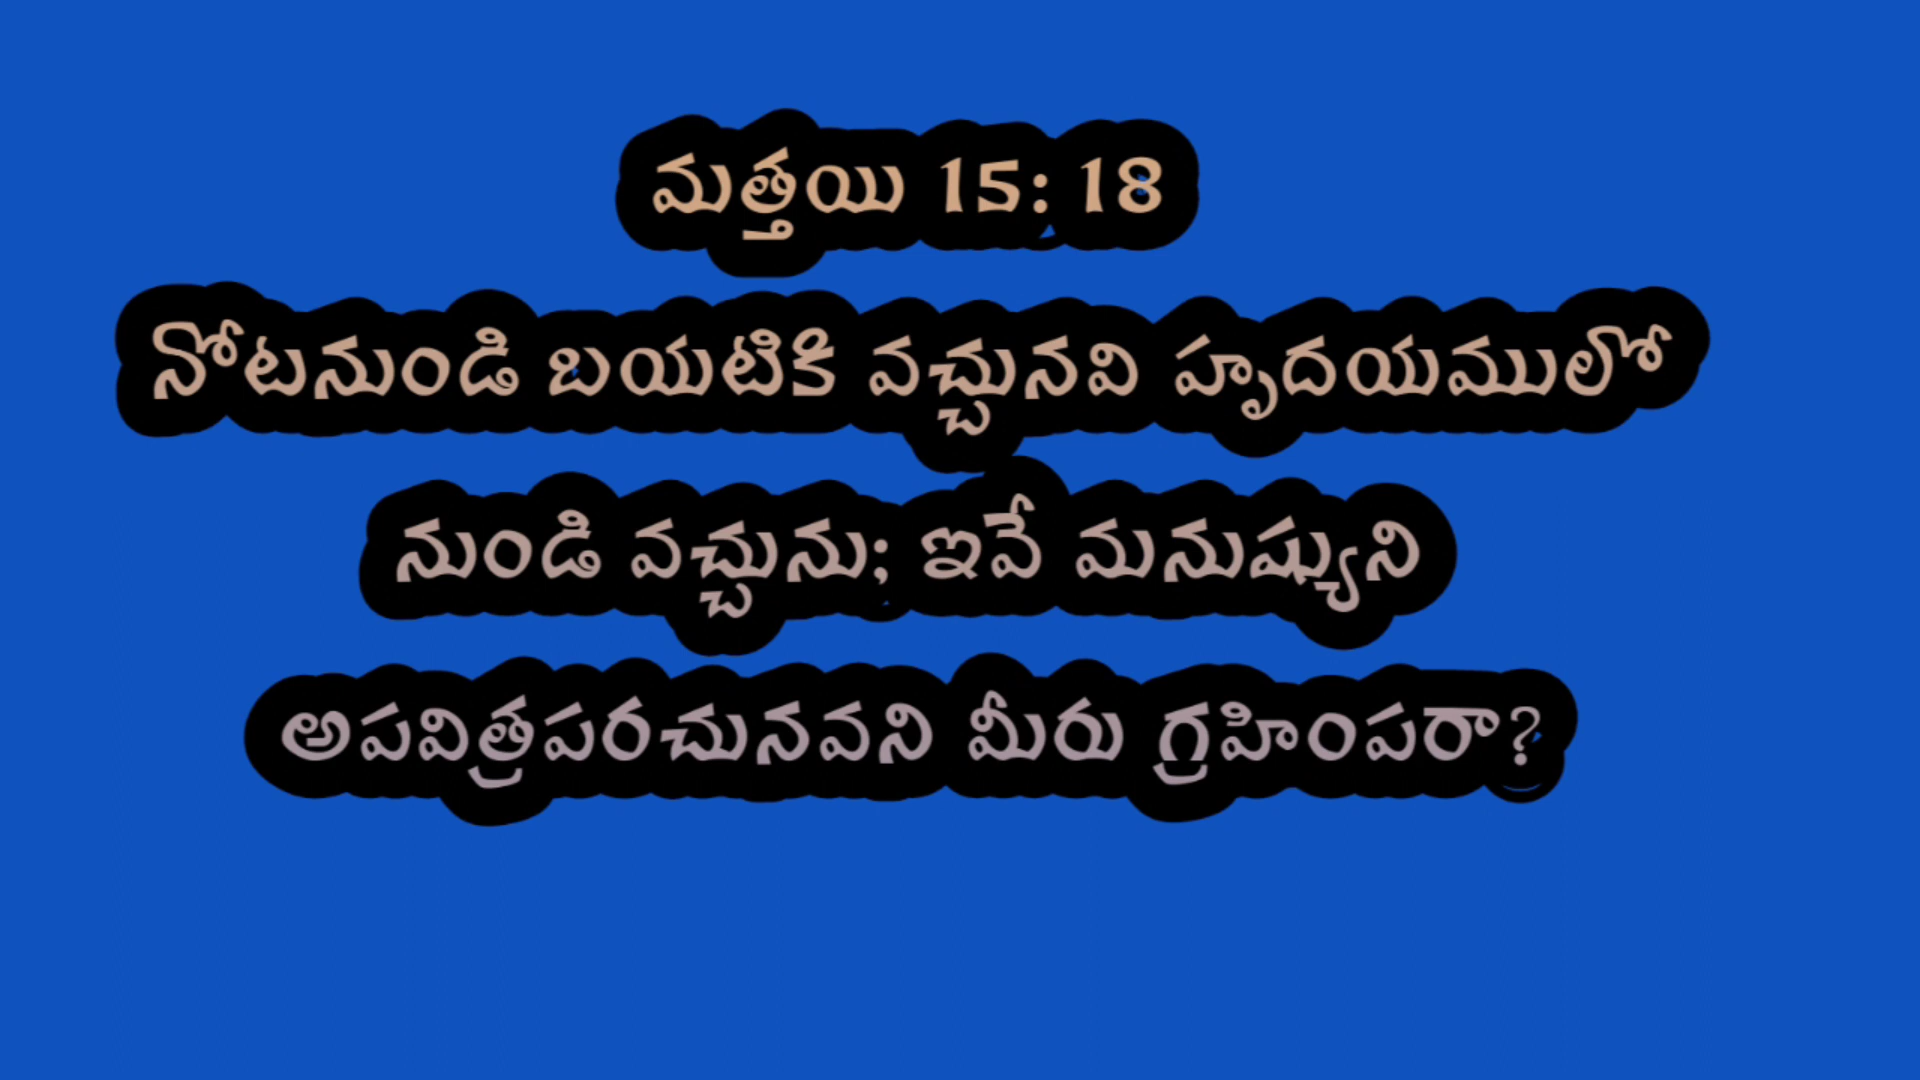 మత్తయి 15: 18
నోటనుండి బయటికి వచ్చునవి హృదయములో
నుండి వచ్చును; ఇవే మనుష్యుని
అపవిత్రపరచునవని మీరు గ్రహింపరా?